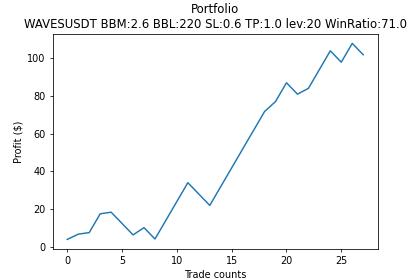 Portfolio
WAVESUSDT BBM:2.6 BBL:220 SL:0.6 TP:1.0 lev:20 WinRatio:71.0
100
80
60
40
20
0
Profit ($)
0 5 10 15 20 25
Trade counts